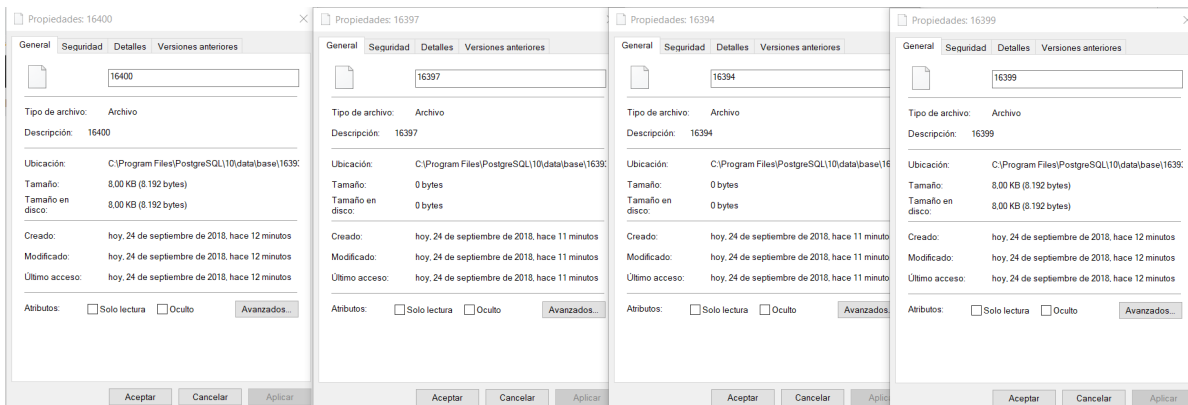 Propiedades: 16400
General Seguridad Detalles Versiones anteriores
16400
Tipo de archivo: Archivo
Descripción: 16400
Ubicación: C:\Program Files\PostgreSQL\10\data\base\1639
Tamaño: 8,00 KB (8.192 bytes)
Tamaño en disco: 8,00 KB (8.192 bytes)
Creado: hoy, 24 de septiembre de 2018, hace 12 minutos
Modificado: hoy, 24 de septiembre de 2018, hace 12 minutos
Último acceso: hoy, 24 de septiembre de 2018, hace 12 minutos
Atributos: Solo lectura Oculto Avanzados...
Aceptar Cancelar Aplicar
Propiedades: 16397
General Seguridad Detalles Versiones anteriores
16397
Tipo de archivo: Archivo
Descripción: 16397
Ubicación: C:\Program Files\PostgreSQL\10\data\base\1639
Tamaño: 0 bytes
Tamaño en disco: 0 bytes
Creado: hoy, 24 de septiembre de 2018, hace 11 minutos
Modificado: hoy, 24 de septiembre de 2018, hace 11 minutos
Último acceso: hoy, 24 de septiembre de 2018, hace 11 minutos
Atributos: Solo lectura Oculto Avanzados...
Aceptar Cancelar Aplicar
Propiedades: 16394
General Seguridad Detalles Versiones anteriores
16394
Tipo de archivo: Archivo
Descripción: 16394
Ubicación: C:\Program Files\PostgreSQL\10\data\base\16
Tamaño: 0 bytes
Tamaño en disco: 0 bytes
Creado: hoy, 24 de septiembre de 2018, hace 11 minuto
Modificado: hoy, 24 de septiembre de 2018, hace 11 minuto
Último acceso: hoy, 24 de septiembre de 2018, hace 11 minuto
Atributos: Solo lectura Oculto Avanzados
Aceptar Cancelar Aplic
Propiedades: 16399
General Seguridad Detalles Versiones anteriores
16399
Tipo de archivo: Archivo
Descripción: 16399
Ubicación: C:\Program Files\PostgreSQL\10\data\base\1639
Tamaño: 8,00 KB (8.192 bytes)
Tamaño en disco: 8,00 KB (8.192 bytes)
Creado: hoy, 24 de septiembre de 2018, hace 12 minutos
Modificado: hoy, 24 de septiembre de 2018, hace 12 minutos
Último acceso: hoy, 24 de septiembre de 2018, hace 12 minutos
Atributos: Solo lectura Oculto Avanzados...
Aceptar Cancelar Aplicar